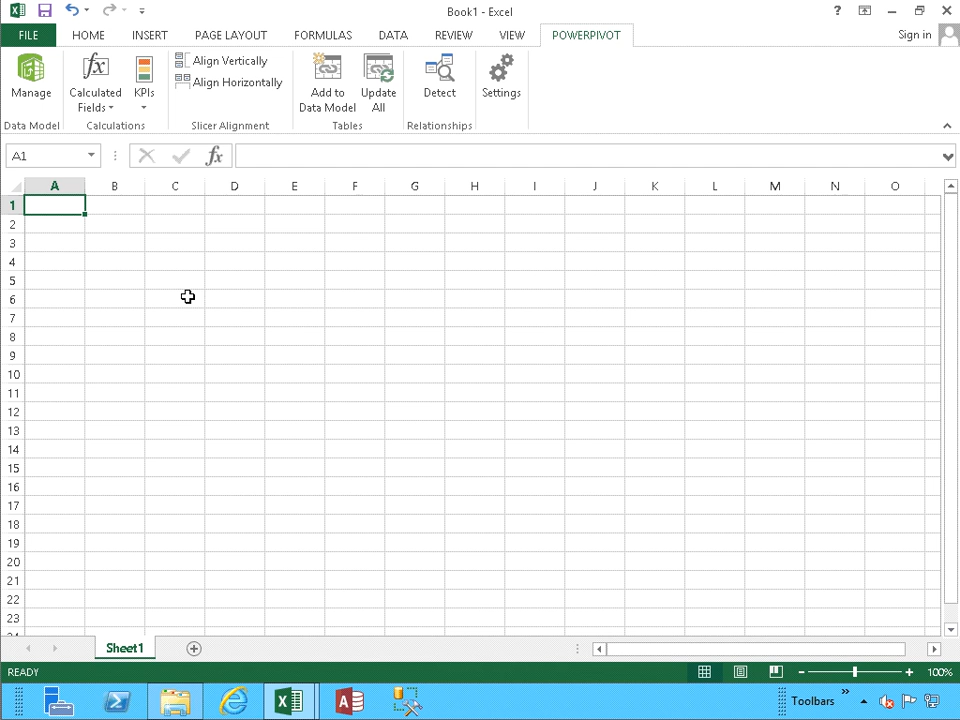 Book1 - Excel
?
FILE HOME INSERT PAGE LAYOUT FORMULAS DATA REVIEW VIEW POWERPIVOT Sign in
Manage Calculated Fields KPIs Align Vertically Align Horizontally Add to Data Model Update All Detect Settings
Data Model Calculations Slicer Alignment Tables Relationships
A1 fx
A B C D E F G H I J K L M N O
1
2
3
4
5
6
7
8
9
10
11
12
13
14
15
16
17
18
19
20
21
22
23
24
Sheet1
READY 100%
Toolbars